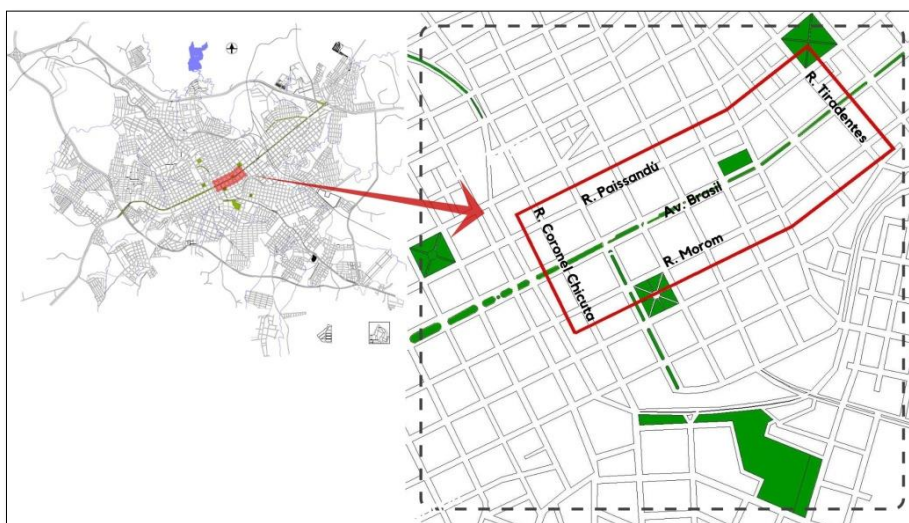 R. Tiradentes
R. Paissandú
Av. Brasil
R. Coronel Chicuta
R. Morom